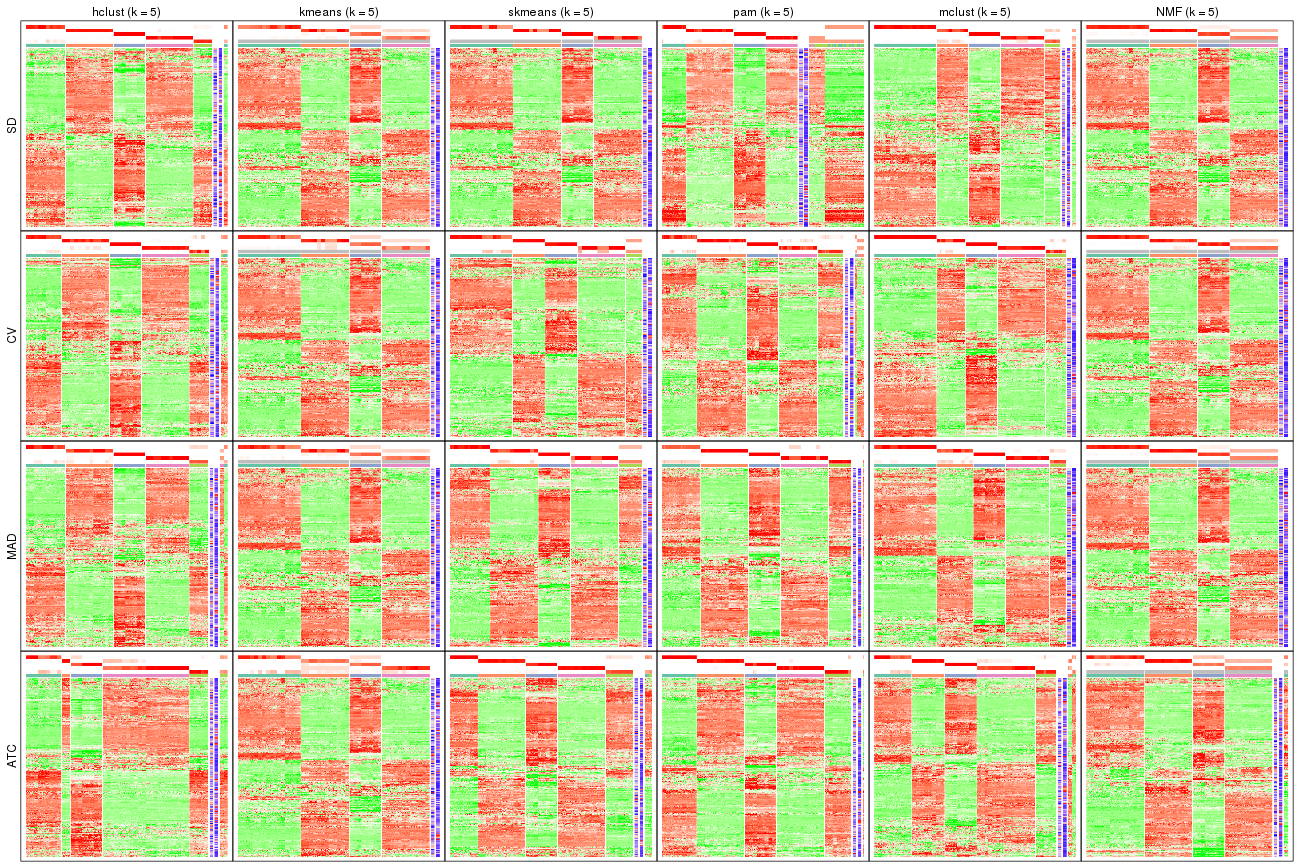 hclust (k = 5) kmeans (k = 5) skmeans (k = 5) pam (k = 5) mclust (k = 5) NMF (k = 5)
SD
CV
MAD
ATC